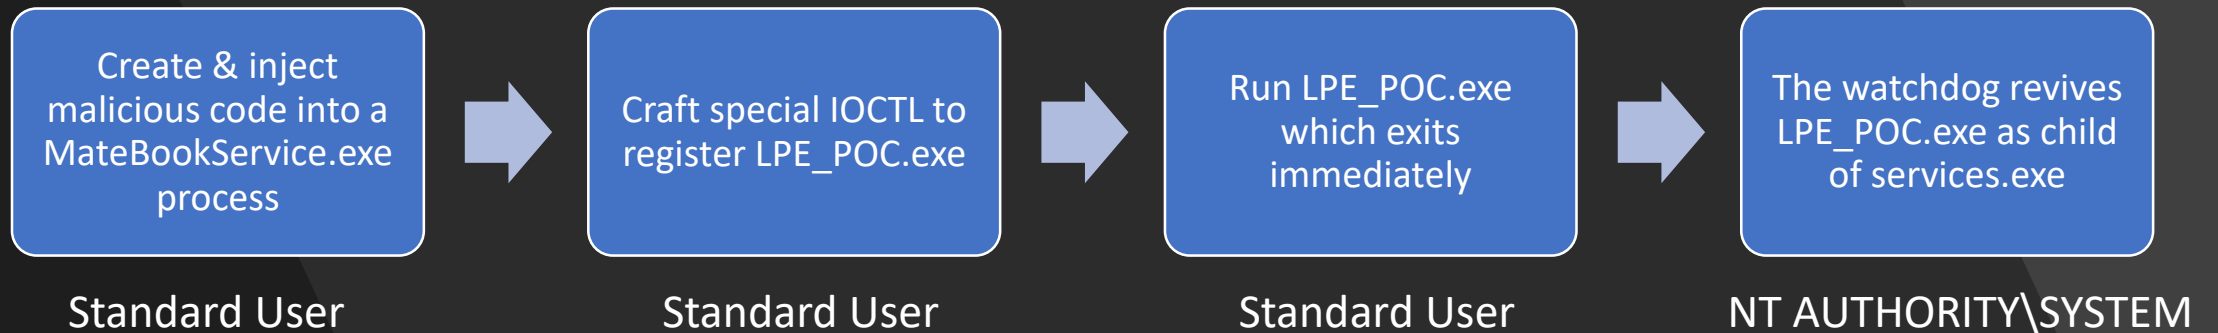 Create & inject
malicious code into a
MateBookService.exe
process
Craft special IOCTL to
register LPE_POC.exe
Run LPE_POC.exe
which exits
immediately
The watchdog revives
LPE_POC.exe as child
of services.exe
Standard User
Standard User
Standard User
NT AUTHORITY\SYSTEM